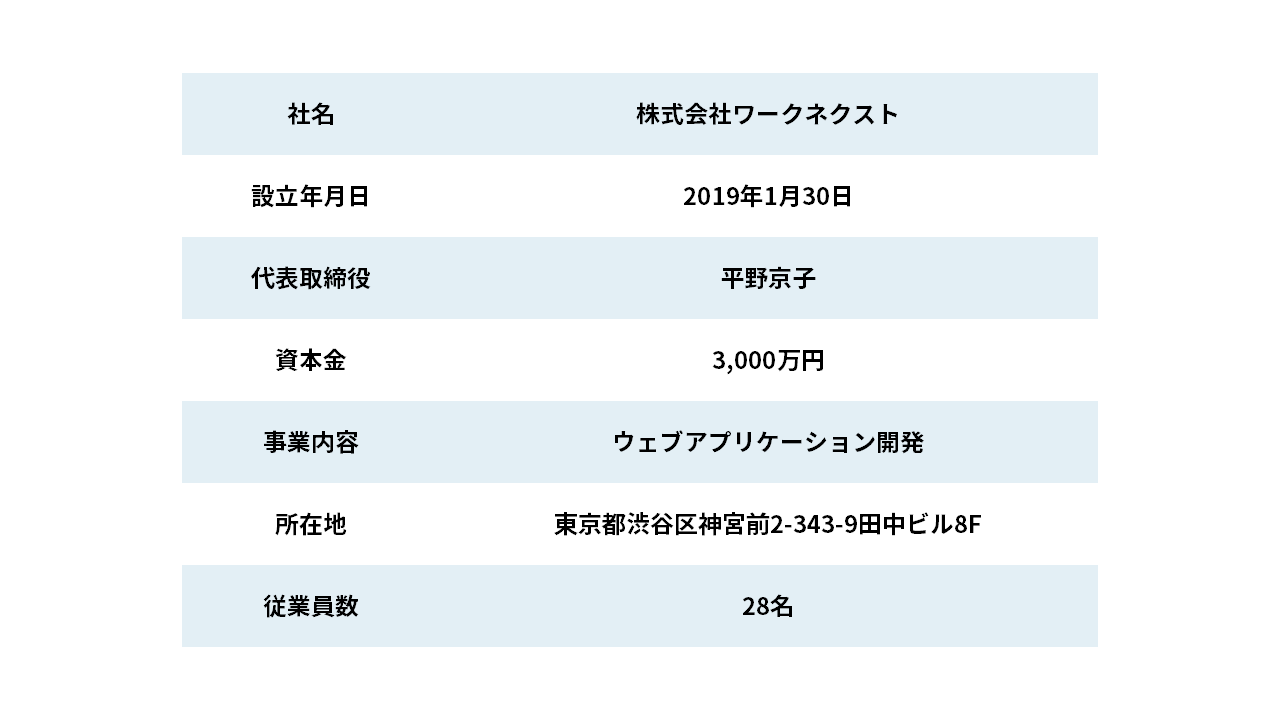 社名 株式会社ワークネクスト
設立年月日 2019年1月30日
代表取締役 平野京子
資本金 3,000万円
事業内容 ウェブアプリケーション開発
所在地 東京都渋谷区神宮前2-343-9田中ビル8F
従業員数 28名